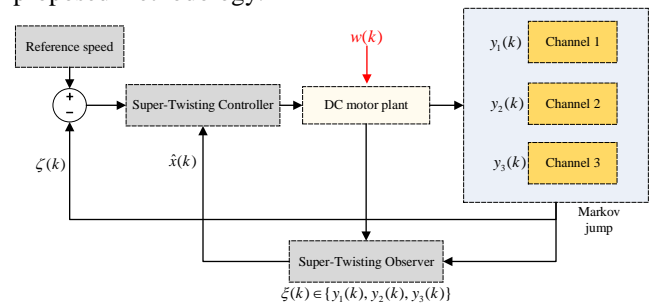 proposed methodology.
Reference speed
w(k)
y₁(k)
Channel 1
+
−
Super-Twisting Controller
DC motor plant
y₂(k)
Channel 2
ζ(k)
x̂(k)
y₃(k)
Channel 3
Markov
jump
Super-Twisting Observer
ξ(k)∈{y₁(k), y₂(k), y₃(k)}